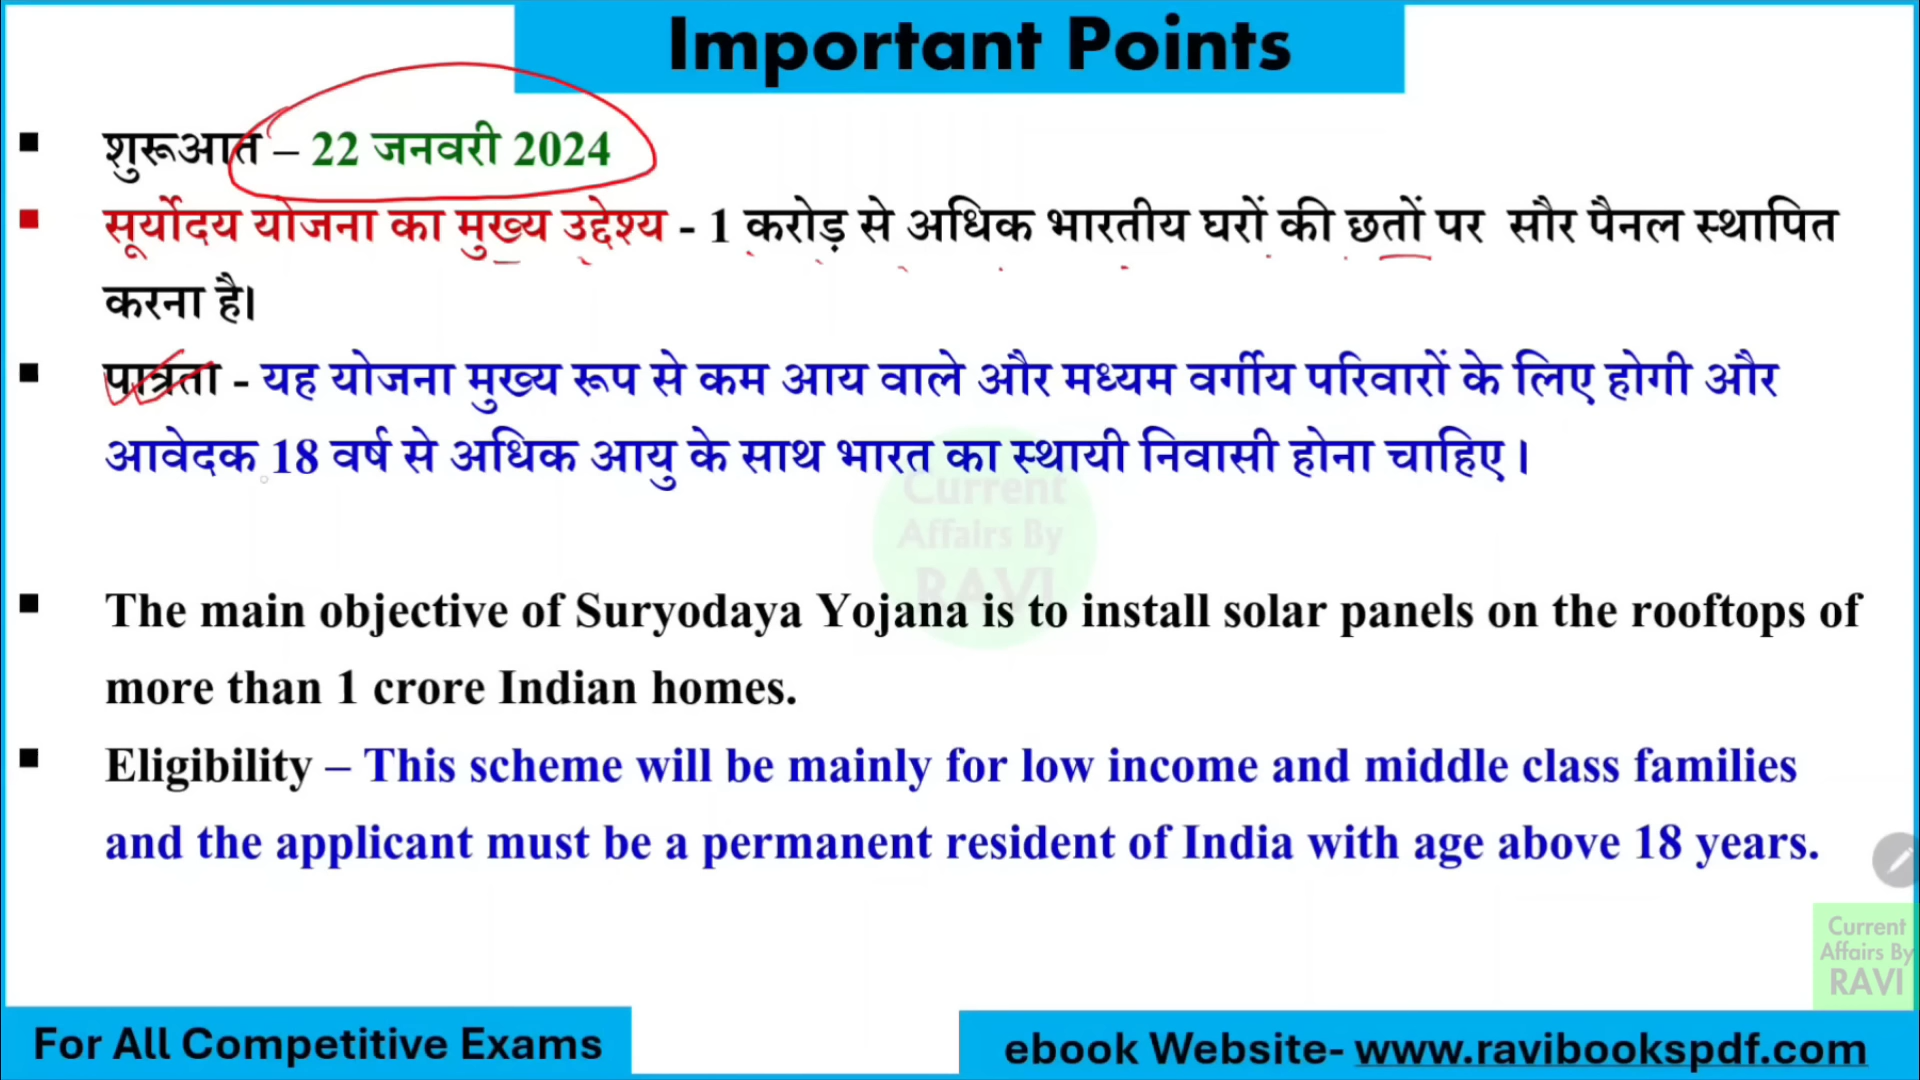 Important Points
शुरूआत – 22 जनवरी 2024
सूर्योदय योजना का मुख्य उद्देश्य - 1 करोड़ से अधिक भारतीय घरों की छतों पर सौर पैनल स्थापित
करना है।
पात्रता - यह योजना मुख्य रूप से कम आय वाले और मध्यम वर्गीय परिवारों के लिए होगी और
आवेदक 18 वर्ष से अधिक आयु के साथ भारत का स्थायी निवासी होना चाहिए।
Current
Affairs By
RAVI
The main objective of Suryodaya Yojana is to install solar panels on the rooftops of
more than 1 crore Indian homes.
Eligibility – This scheme will be mainly for low income and middle class families
and the applicant must be a permanent resident of India with age above 18 years.
Current
Affairs By
RAVI
For All Competitive Exams
ebook Website- www.ravibookspdf.com